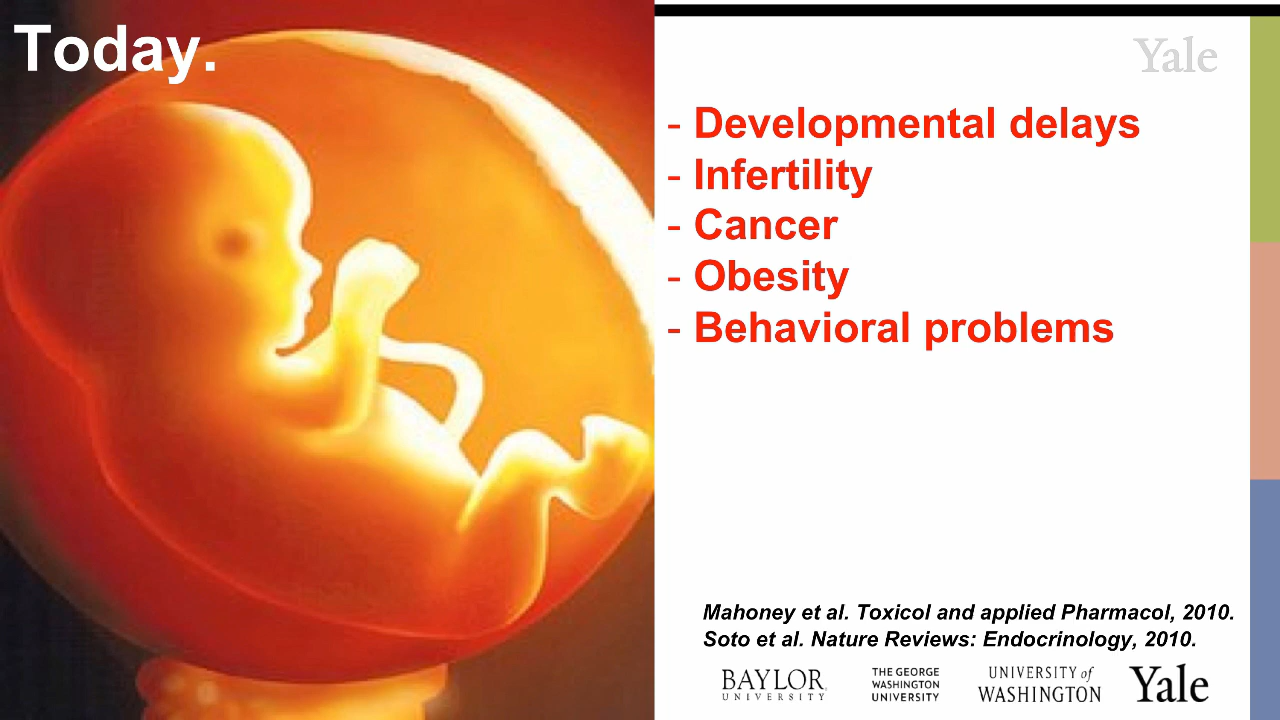 Today.
Yale
- Developmental delays
- Infertility
- Cancer
- Obesity
- Behavioral problems
Mahoney et al. Toxicol and applied Pharmacol, 2010.
Soto et al. Nature Reviews: Endocrinology, 2010.
BAYLOR
UNIVERSITY
THE GEORGE
WASHINGTON
UNIVERSITY
UNIVERSITY of
WASHINGTON
Yale